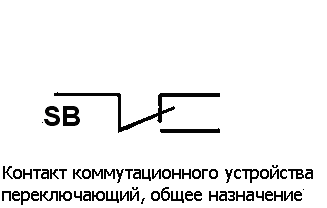 SB
Контакт коммутационного устройства
переключающий, общее назначение